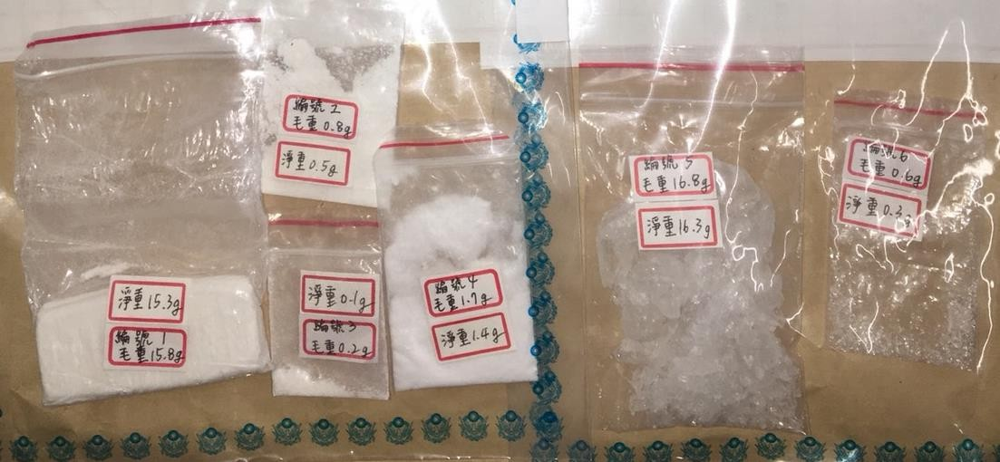 淨重15.3g
編號1
毛重15.8g
編號2
毛重0.8g
淨重0.5g
淨重0.1g
編號3
毛重0.2g
編號4
毛重1.7g
淨重1.4g
編號5
毛重16.8g
淨重16.3g
編號6
毛重0.6g
淨重0.3g